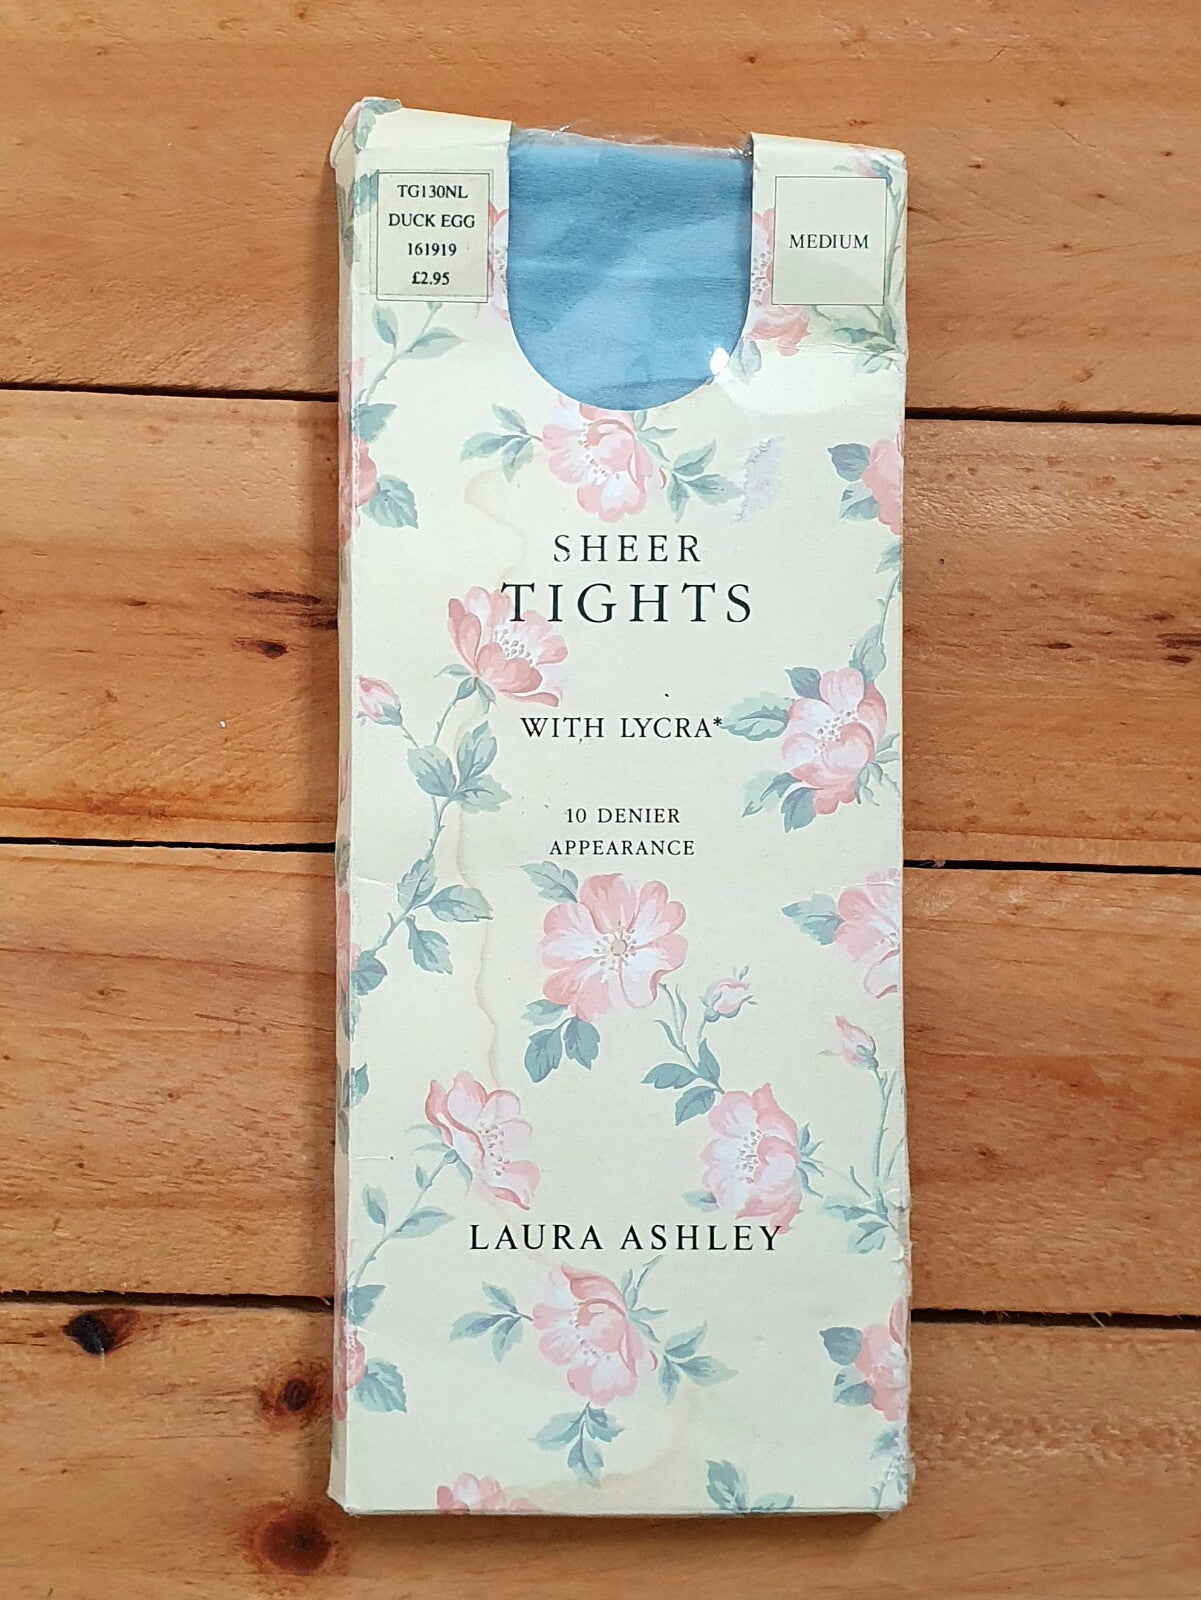 TG130NL
DUCK EGG
161919
£2.95
MEDIUM
SHEER
TIGHTS
WITH LYCRA*
10 DENIER
APPEARANCE
LAURA ASHLEY